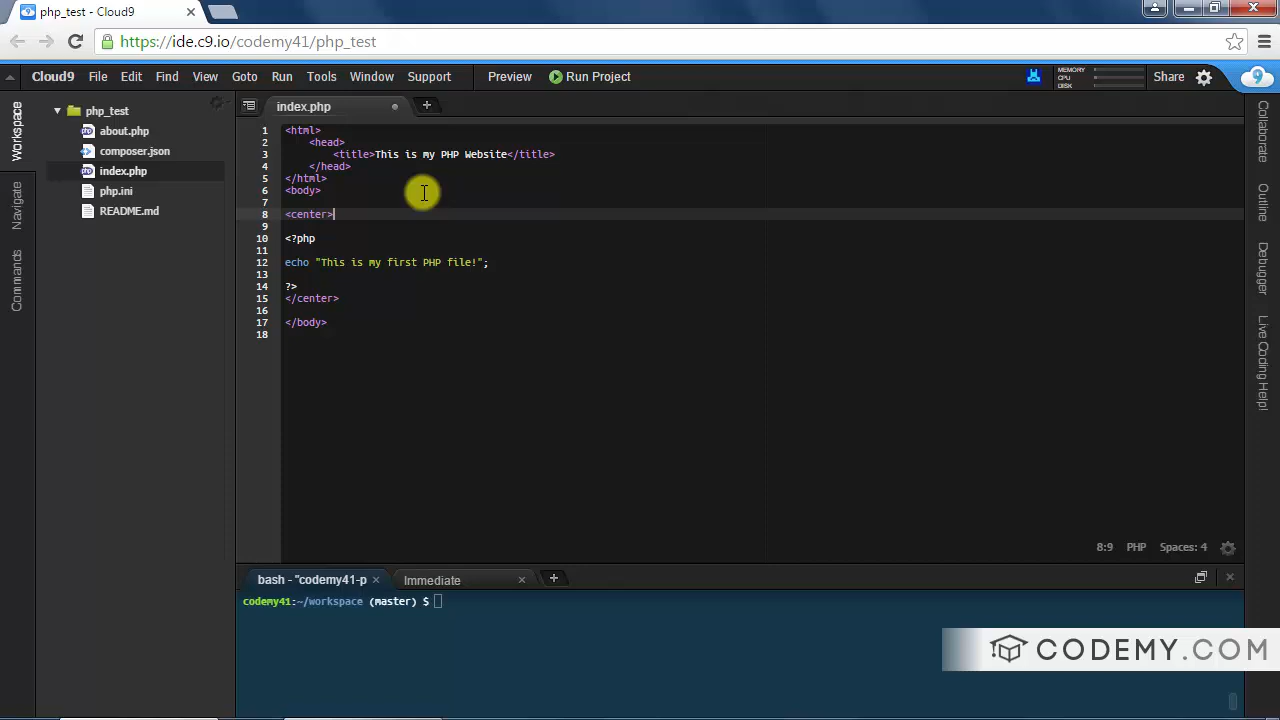 php_test - Cloud9
https://ide.c9.io/codemy41/php_test
Cloud9 File Edit Find View Goto Run Tools Window Support Preview Run Project MEMORY CPU DISK Share
Workspace
Navigate
Commands
php_test
about.php
composer.json
index.php
php.ini
README.md
index.php
1 <html>
2 <head>
3 <title>This is my PHP Website</title>
4 </head>
5 </html>
6 <body>
7
8 <center>
9
10 <?php
11
12 echo "This is my first PHP file!";
13
14 ?>
15 </center>
16
17 </body>
18
8:9 PHP Spaces: 4
Collaborate
Outline
Debugger
Live Coding Help!
bash - "codemy41-p Immediate
codemy41:~/workspace (master) $
CODEMY.COM